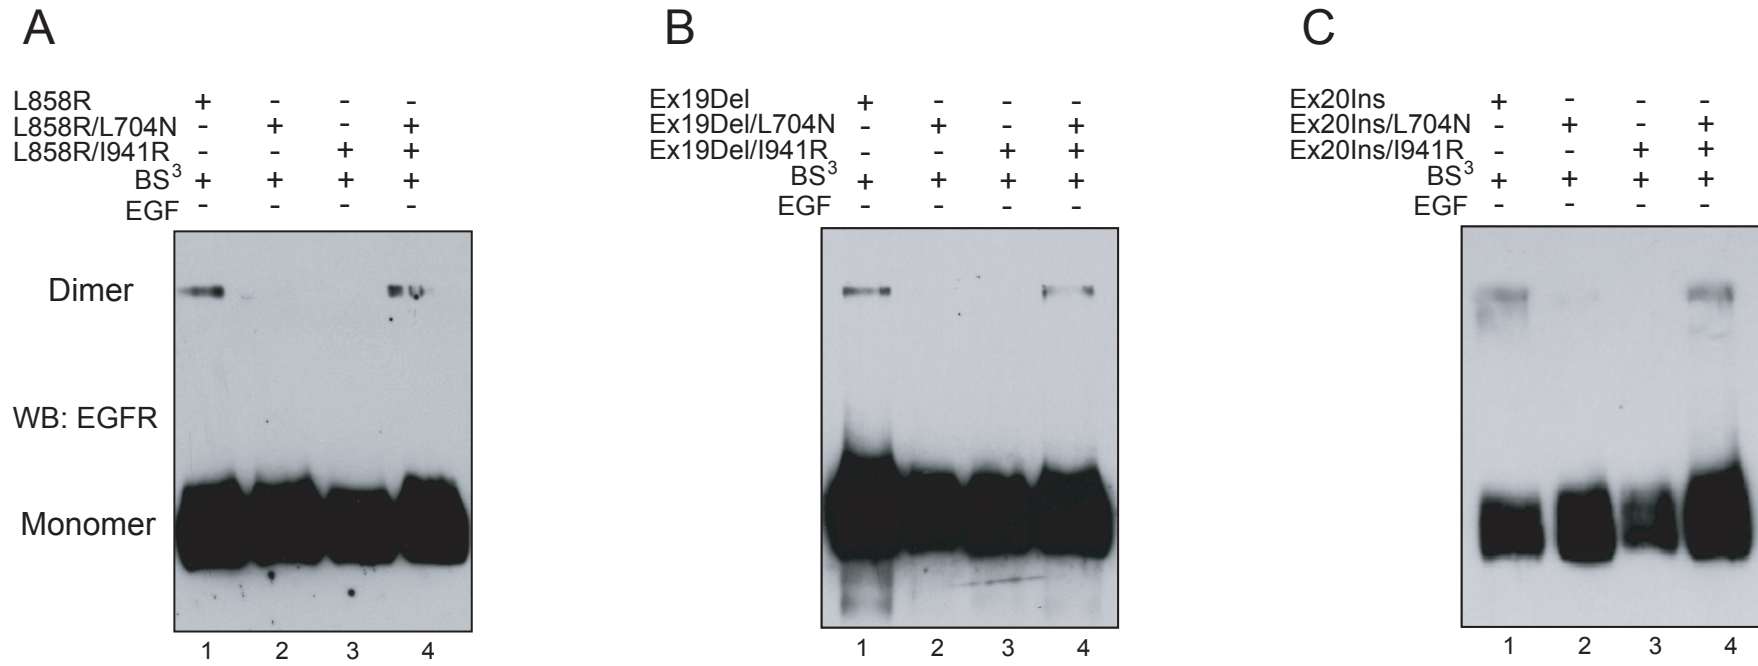 A
L858R + - - -
L858R/L704N - + - +
L858R/I941R - - + +
BS3 + + + +
EGF - - - -
Dimer
WB: EGFR
Monomer
1 2 3 4
B
Ex19Del + - - -
Ex19Del/L704N - + - +
Ex19Del/I941R - - + +
BS3 + + + +
EGF - - - -
1 2 3 4
C
Ex20Ins + - - -
Ex20Ins/L704N - + - +
Ex20Ins/I941R - - + +
BS3 + + + +
EGF - - - -
1 2 3 4